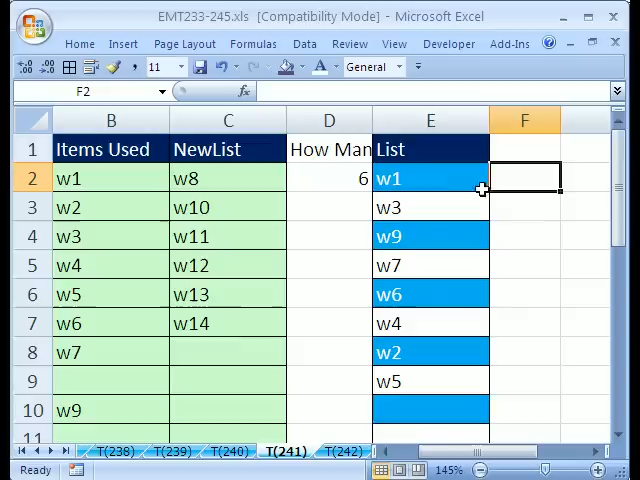 EMT233-245.xls [Compatibility Mode] - Microsoft Excel
Home Insert Page Layout Formulas Data Review View Developer Add-Ins
11 General
F2 fx
B C D E F
1 Items Used NewList How Man List
2 w1 w8 6 w1
3 w2 w10 w3
4 w3 w11 w9
5 w4 w12 w7
6 w5 w13 w6
7 w6 w14 w4
8 w7 w2
9 w5
10 w9
11
T(238) T(239) T(240) T(241) T(242)
Ready 145%